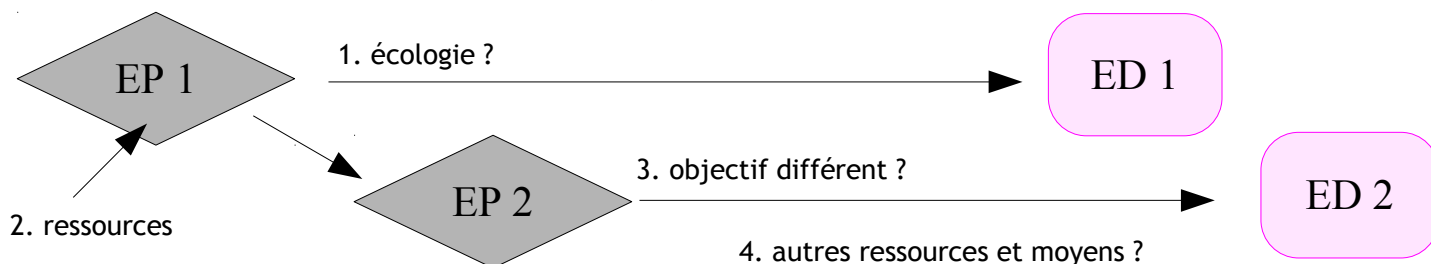 EP 1
1. écologie ?
ED 1
EP 2
3. objectif différent ?
ED 2
2. ressources
4. autres ressources et moyens ?